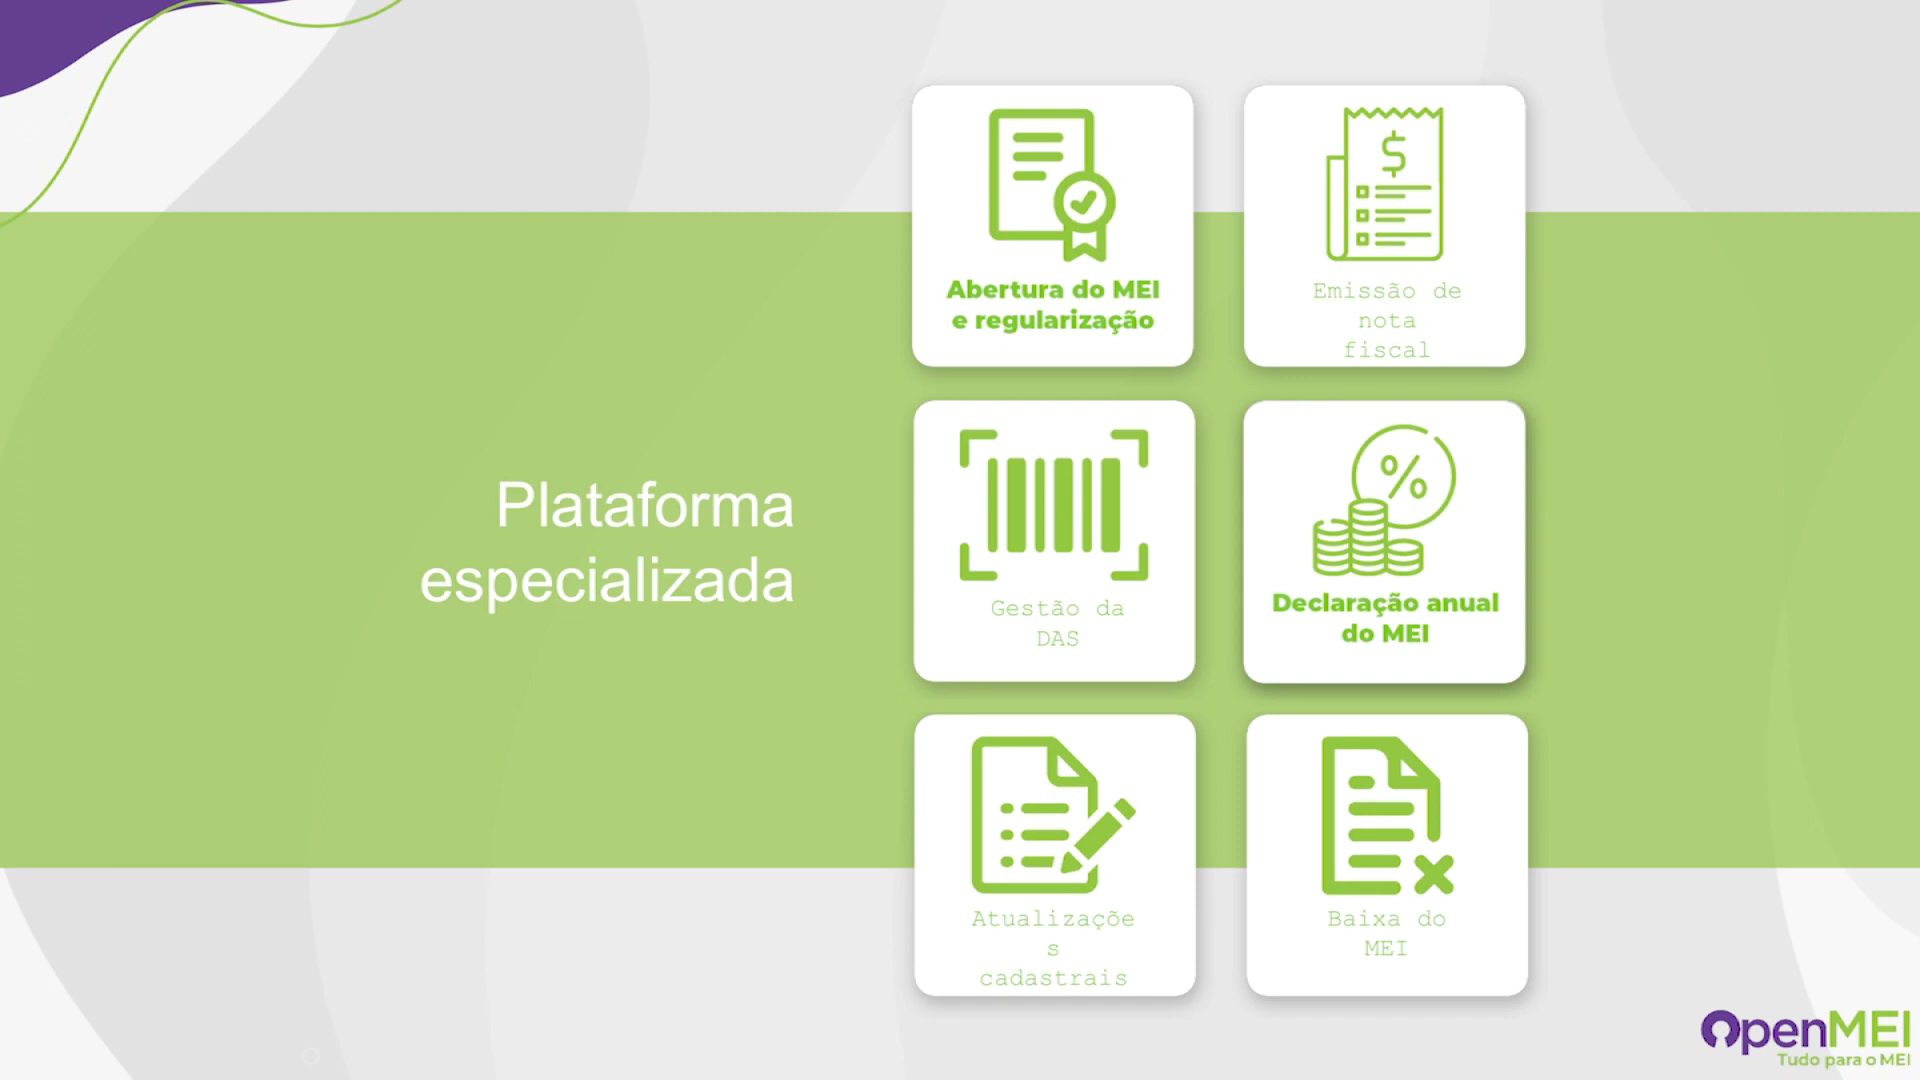 Plataforma
especializada
Abertura do MEI
e regularização
$
Emissão de
nota
fiscal
Gestão da
DAS
%
Declaração anual
do MEI
Atualizaçõe
s
cadastrais
Baixa do
MEI
OpenMEI
Tudo para o MEI